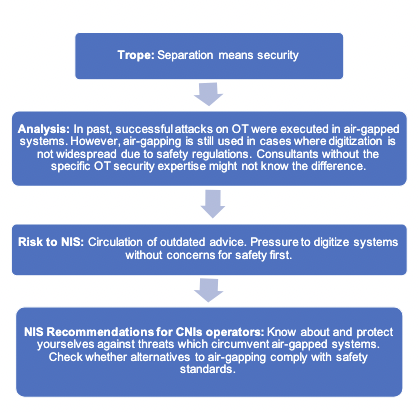 Trope: Separation means security
Analysis: In past, successful attacks on OT were executed in air-gapped
systems. However, air-gapping is still used in cases where digitization is
not widespread due to safety regulations. Consultants without the
specific OT security expertise might not know the difference.
Risk to NIS: Circulation of outdated advice. Pressure to digitize systems
without concerns for safety first.
NIS Recommendations for CNIs operators: Know about and protect
yourselves against threats which circumvent air-gapped systems.
Check whether alternatives to air-gapping comply with safety
standards.